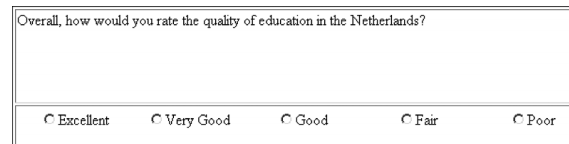 Overall, how would you rate the quality of education in the Netherlands?
Excellent Very Good Good Fair Poor